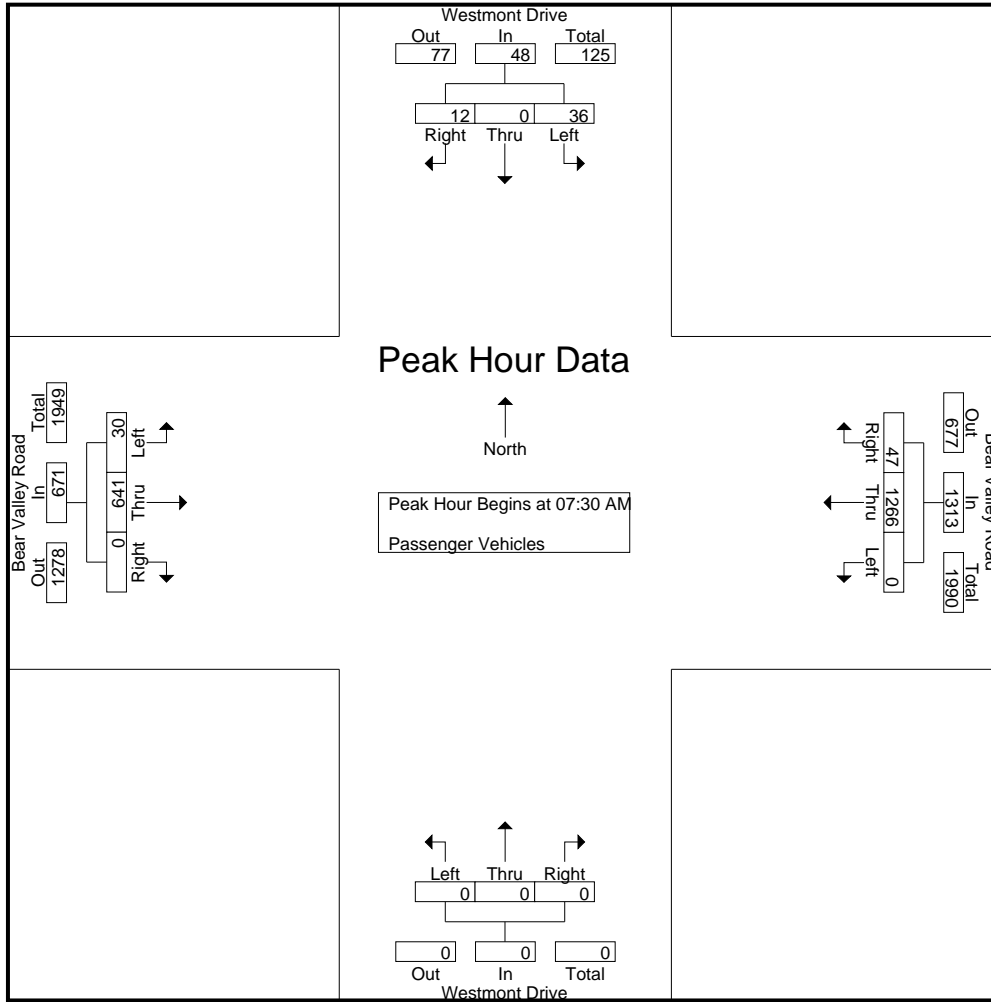 Westmont Drive
Out In Total
77 48 125
12 0 36
Right Thru Left
Peak Hour Data
North
Peak Hour Begins at 07:30 AM
Passenger Vehicles
Bear Valley Road
Out In Total
1278 671 1949
30 641 0
Left Thru Right
Bear Valley Road
Out In Total
677 1313 1990
47 1266 0
Right Thru Left
Left Thru Right
0 0 0
0 0 0
Out In Total
Westmont Drive